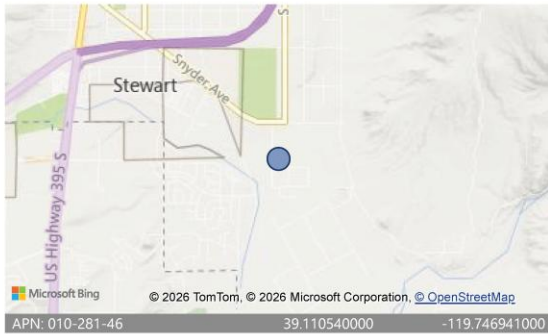 S
Snyder Ave
Stewart
US Highway 395 S
Microsoft Bing
© 2026 TomTom, © 2026 Microsoft Corporation, © OpenStreetMap
APN: 010-281-46 39.110540000 -119.746941000